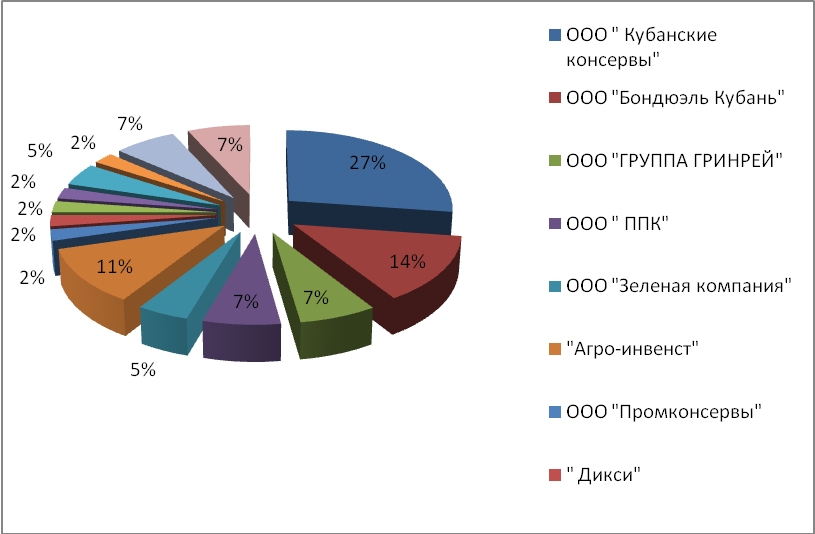 ООО " Кубанские
консервы"
ООО "Бондюэль Кубань"
ООО "ГРУППА ГРИНРЕЙ"
ООО " ППК"
ООО "Зеленая компания"
"Агро-инвенст"
ООО "Промконсервы"
" Дикси"
27%
14%
7%
7%
5%
11%
2%
2%
2%
2%
5%
2%
7%
7%